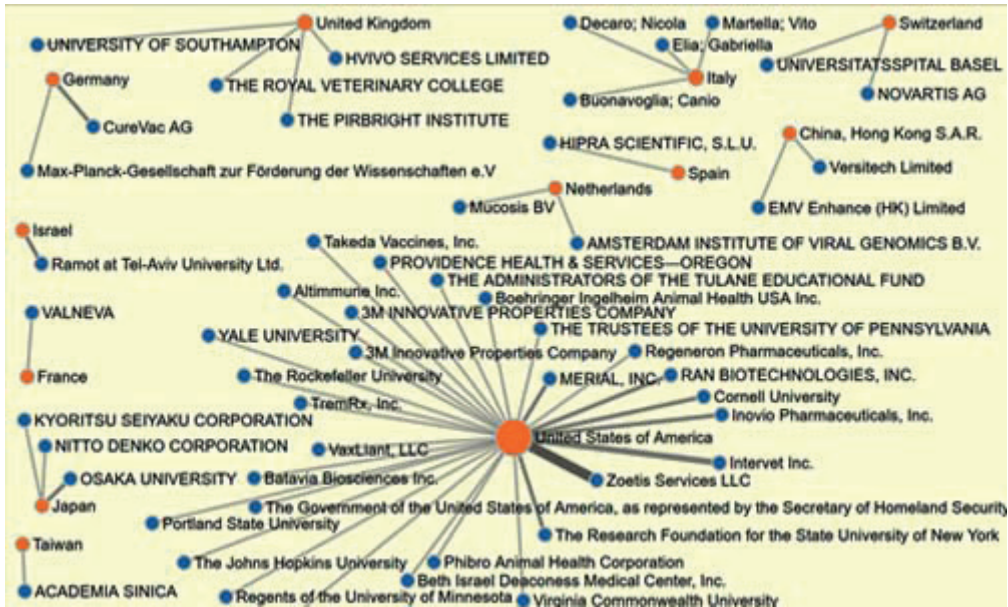 United Kingdom
Decaro; Nicola
Martella; Vito
Switzerland
UNIVERSITY OF SOUTHAMPTON
Elia; Gabriella
HVIVO SERVICES LIMITED
UNIVERSITATSSPITAL BASEL
Germany
Italy
THE ROYAL VETERINARY COLLEGE
NOVARTIS AG
Buonavoglia; Canio
THE PIRBRIGHT INSTITUTE
CureVac AG
China, Hong Kong S.A.R.
HIPRA SCIENTIFIC, S.L.U.
Versitech Limited
Max-Planck-Gesellschaft zur Förderung der Wissenschaften e.V
Spain
Netherlands
Mucosis BV
EMV Enhance (HK) Limited
Israel
Takeda Vaccines, Inc.
AMSTERDAM INSTITUTE OF VIRAL GENOMICS B.V.
Ramot at Tel-Aviv University Ltd.
PROVIDENCE HEALTH & SERVICES—OREGON
THE ADMINISTRATORS OF THE TULANE EDUCATIONAL FUND
Altimmune Inc.
Boehringer Ingelheim Animal Health USA Inc.
VALNEVA
3M INNOVATIVE PROPERTIES COMPANY
THE TRUSTEES OF THE UNIVERSITY OF PENNSYLVANIA
YALE UNIVERSITY
3M Innovative Properties Company
Regeneron Pharmaceuticals, Inc.
France
The Rockefeller University
MERIAL, INC.
RAN BIOTECHNOLOGIES, INC.
Cornell University
TremRx, Inc.
Inovio Pharmaceuticals, Inc.
KYORITSU SEIYAKU CORPORATION
United States of America
NITTO DENKO CORPORATION
VaxLiant, LLC
Intervet Inc.
OSAKA UNIVERSITY
Batavia Biosciences Inc.
Zoetis Services LLC
Japan
The Government of the United States of America, as represented by the Secretary of Homeland Security
Portland State University
The Research Foundation for the State University of New York
Taiwan
The Johns Hopkins University
Phibro Animal Health Corporation
Beth Israel Deaconess Medical Center, Inc.
ACADEMIA SINICA
Regents of the University of Minnesota
Virginia Commonwealth University